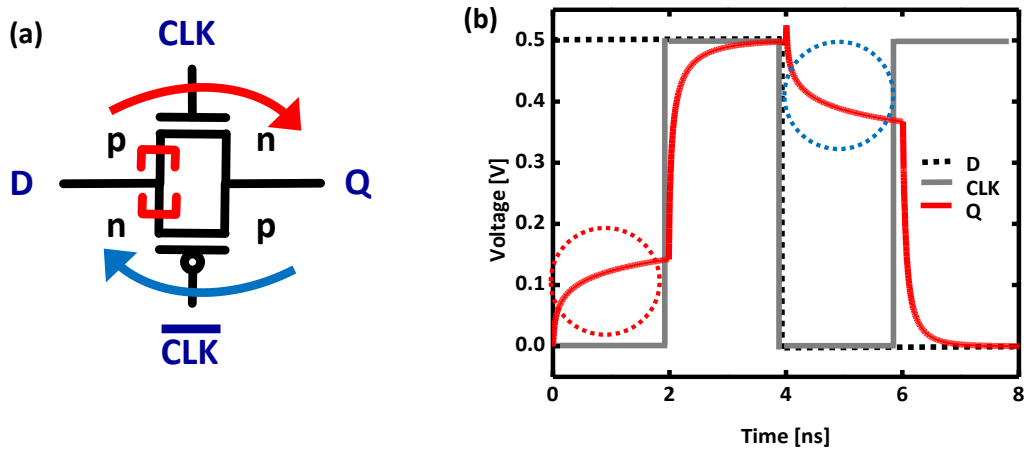 (a)
CLK
p
n
D
Q
n
p
CLK
(b)
Voltage [V]
0.5
0.4
0.3
0.2
0.1
0.0
D
CLK
Q
0
2
4
6
8
Time [ns]